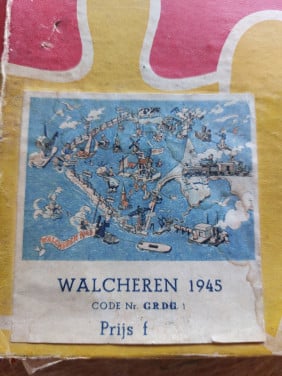 WALCHEREN 1945
CODE Nr. GRDG. 1
Prijs f